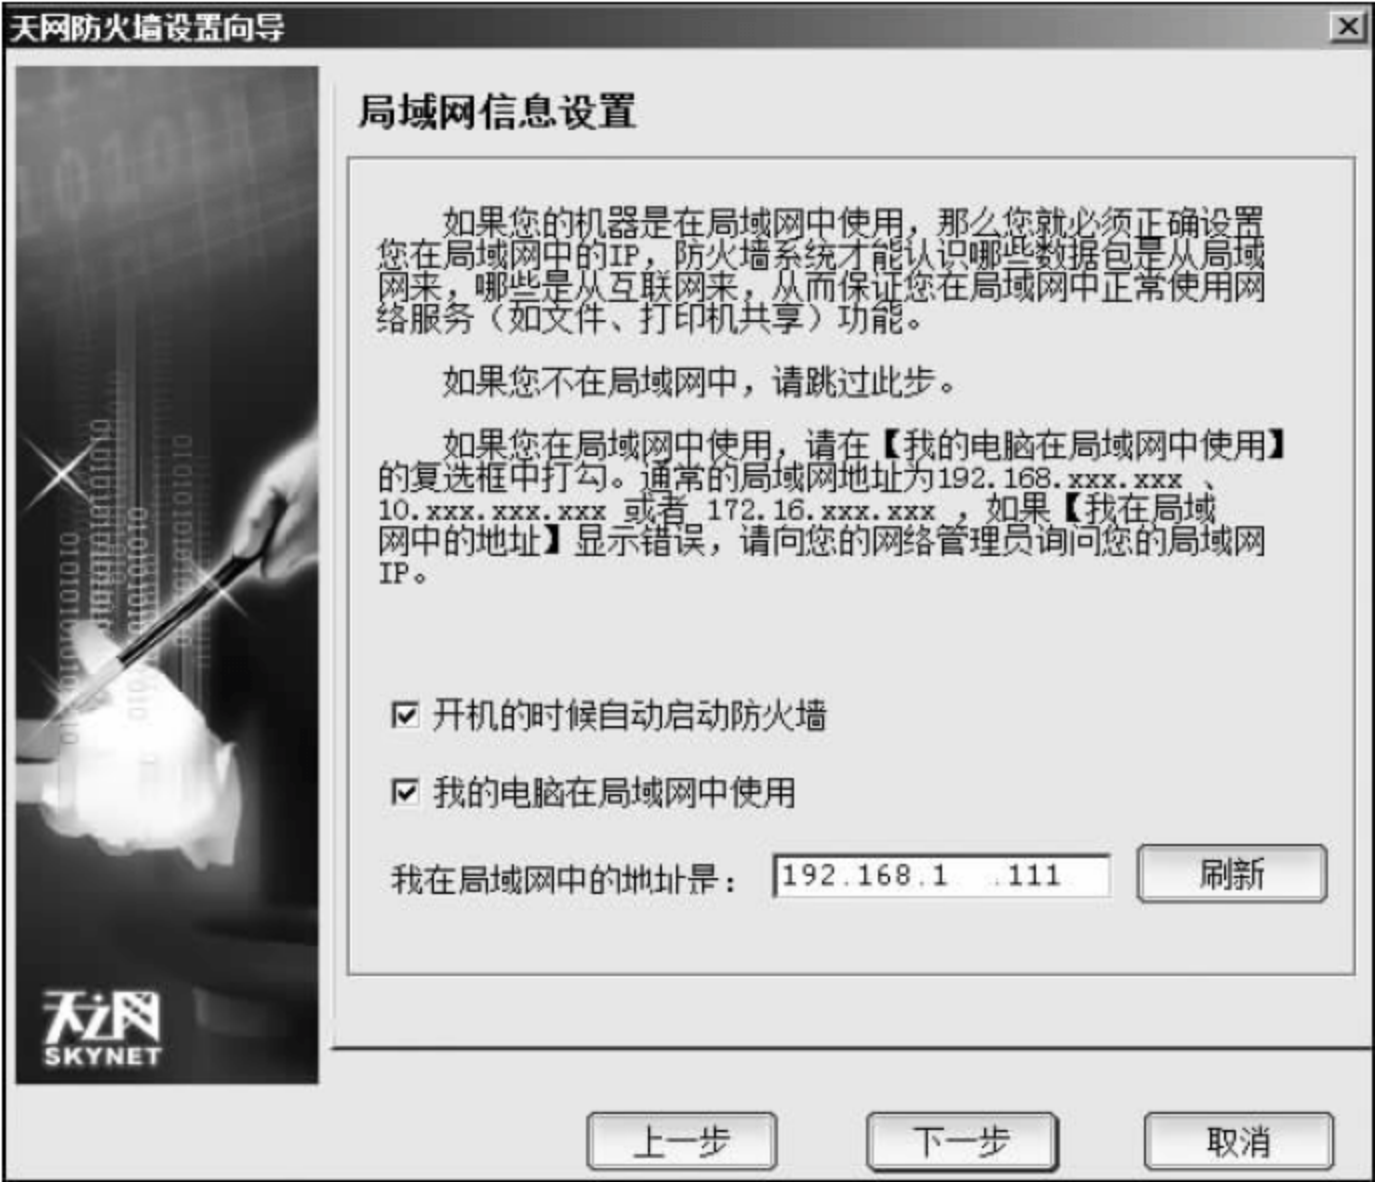 天网防火墙设置向导
局域网信息设置
如果您的机器是在局域网中使用，那么您就必须正确设置
您在局域网中的IP，防火墙系统才能认识哪些数据包是从局域
网来，哪些是从互联网来，从而保证您在局域网中正常使用网
络服务（如文件、打印机共享）功能。
如果您不在局域网中，请跳过此步。
如果您在局域网中使用，请在【我的电脑在局域网中使用】
的复选框中打勾。通常的局域网地址为192.168.xxx.xxx 、
10.xxx.xxx.xxx 或者 172.16.xxx.xxx ，如果【我在局域
网中的地址】显示错误，请向您的网络管理员询问您的局域网
IP。
开机的时候自动启动防火墙
我的电脑在局域网中使用
我在局域网中的地址是： 192.168.1 .111 刷新
天之网
SKYNET
上一步 下一步 取消